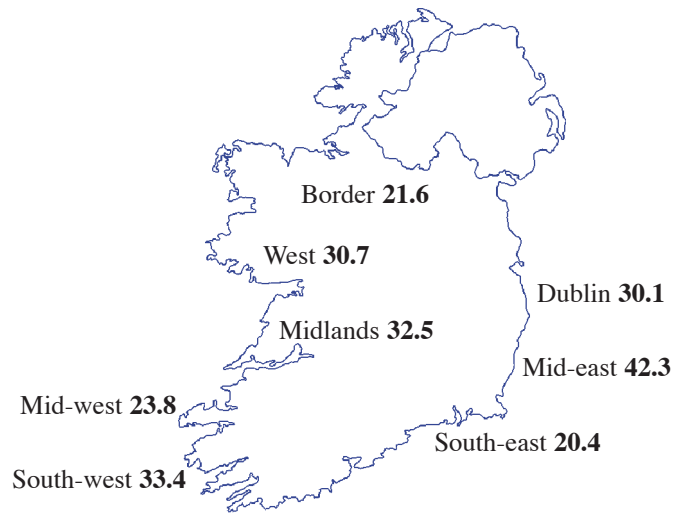 Border 21.6
West 30.7
Dublin 30.1
Midlands 32.5
Mid-east 42.3
Mid-west 23.8
South-east 20.4
South-west 33.4